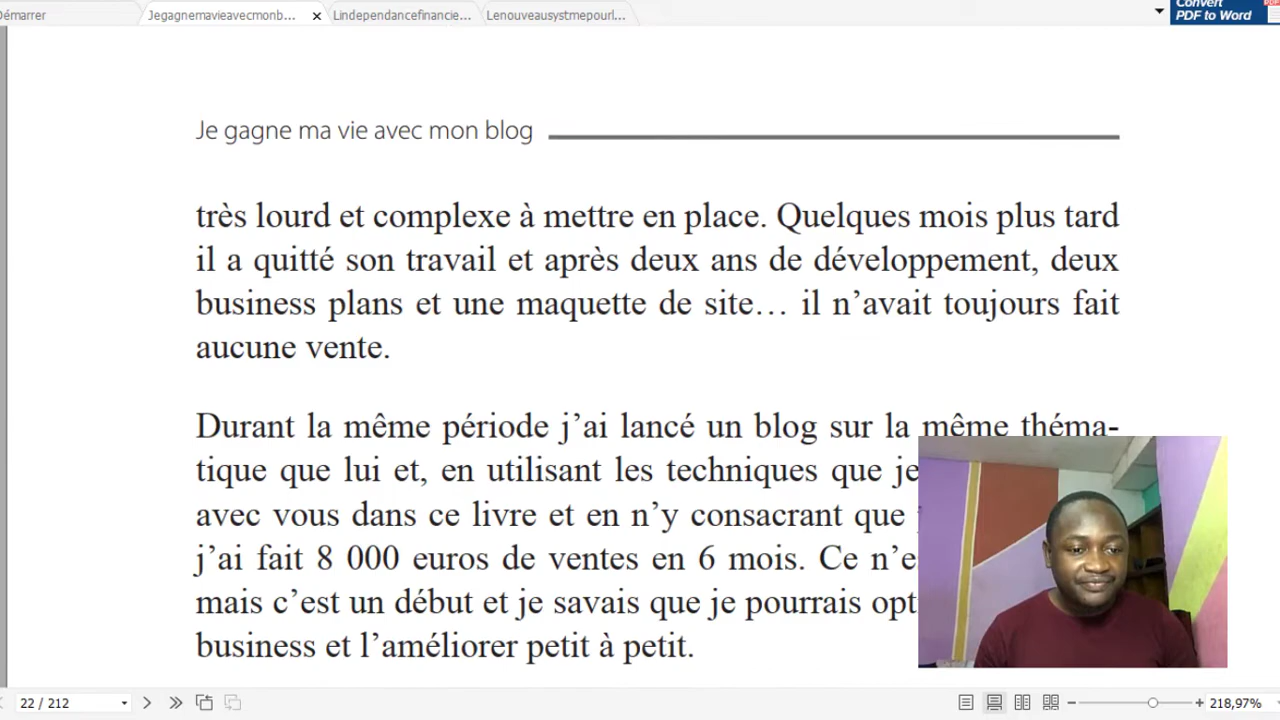 Démarrer
Jegagnemavieavecmonb...
Lindependancefinancie...
Lenouveausystmepourl...
Convert
PDF to Word
Je gagne ma vie avec mon blog
très lourd et complexe à mettre en place. Quelques mois plus tard
il a quitté son travail et après deux ans de développement, deux
business plans et une maquette de site… il n’avait toujours fait
aucune vente.
Durant la même période j’ai lancé un blog sur la même théma-
tique que lui et, en utilisant les techniques que je
avec vous dans ce livre et en n’y consacrant que
j’ai fait 8 000 euros de ventes en 6 mois. Ce n’e
mais c’est un début et je savais que je pourrais opt
business et l’améliorer petit à petit.
22 / 212
218,97%